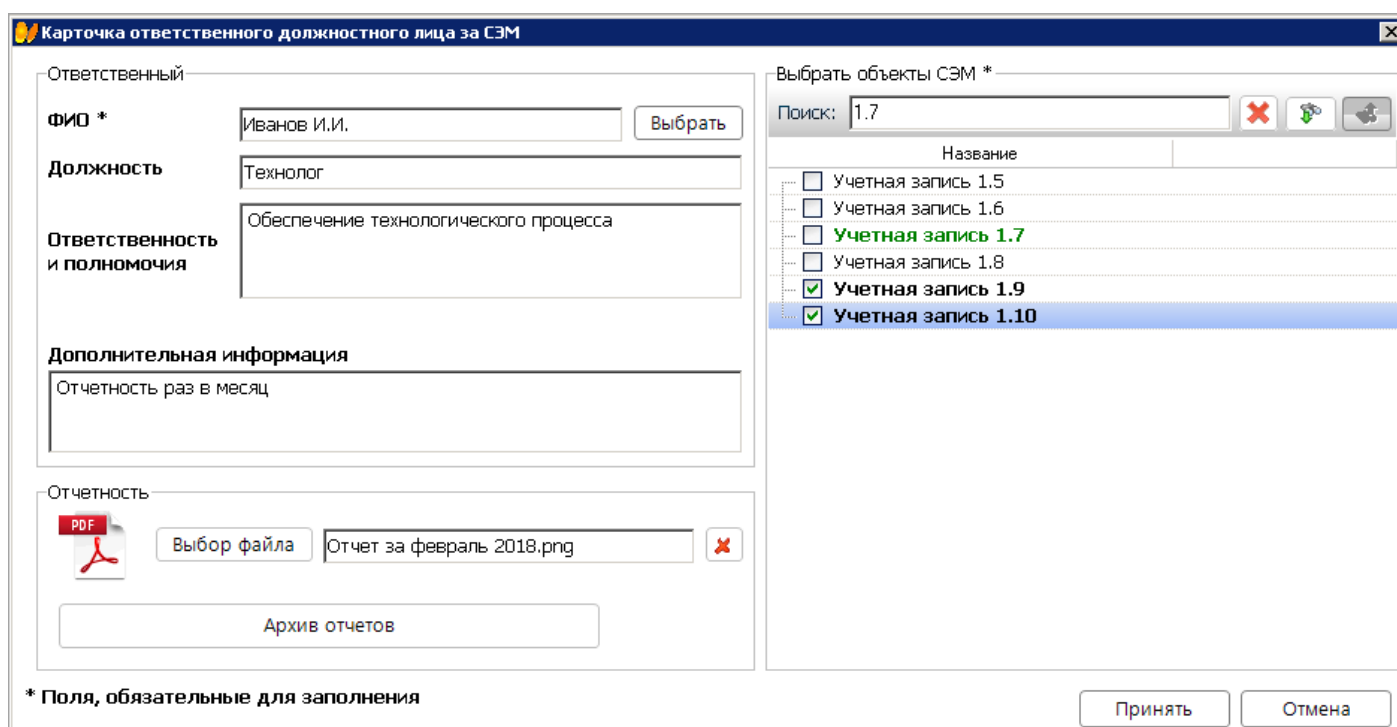 Карточка ответственного должностного лица за СЭМ
Ответственный
ФИО *
Иванов И.И.
Выбрать
Должность
Технолог
Ответственность
и полномочия
Обеспечение технологического процесса
Дополнительная информация
Отчетность раз в месяц
Отчетность
PDF
Выбор файла
Отчет за февраль 2018.png
Архив отчетов
Выбрать объекты СЭМ *
Поиск:
1.7
Название
Учетная запись 1.5
Учетная запись 1.6
Учетная запись 1.7
Учетная запись 1.8
Учетная запись 1.9
Учетная запись 1.10
* Поля, обязательные для заполнения
Принять
Отмена